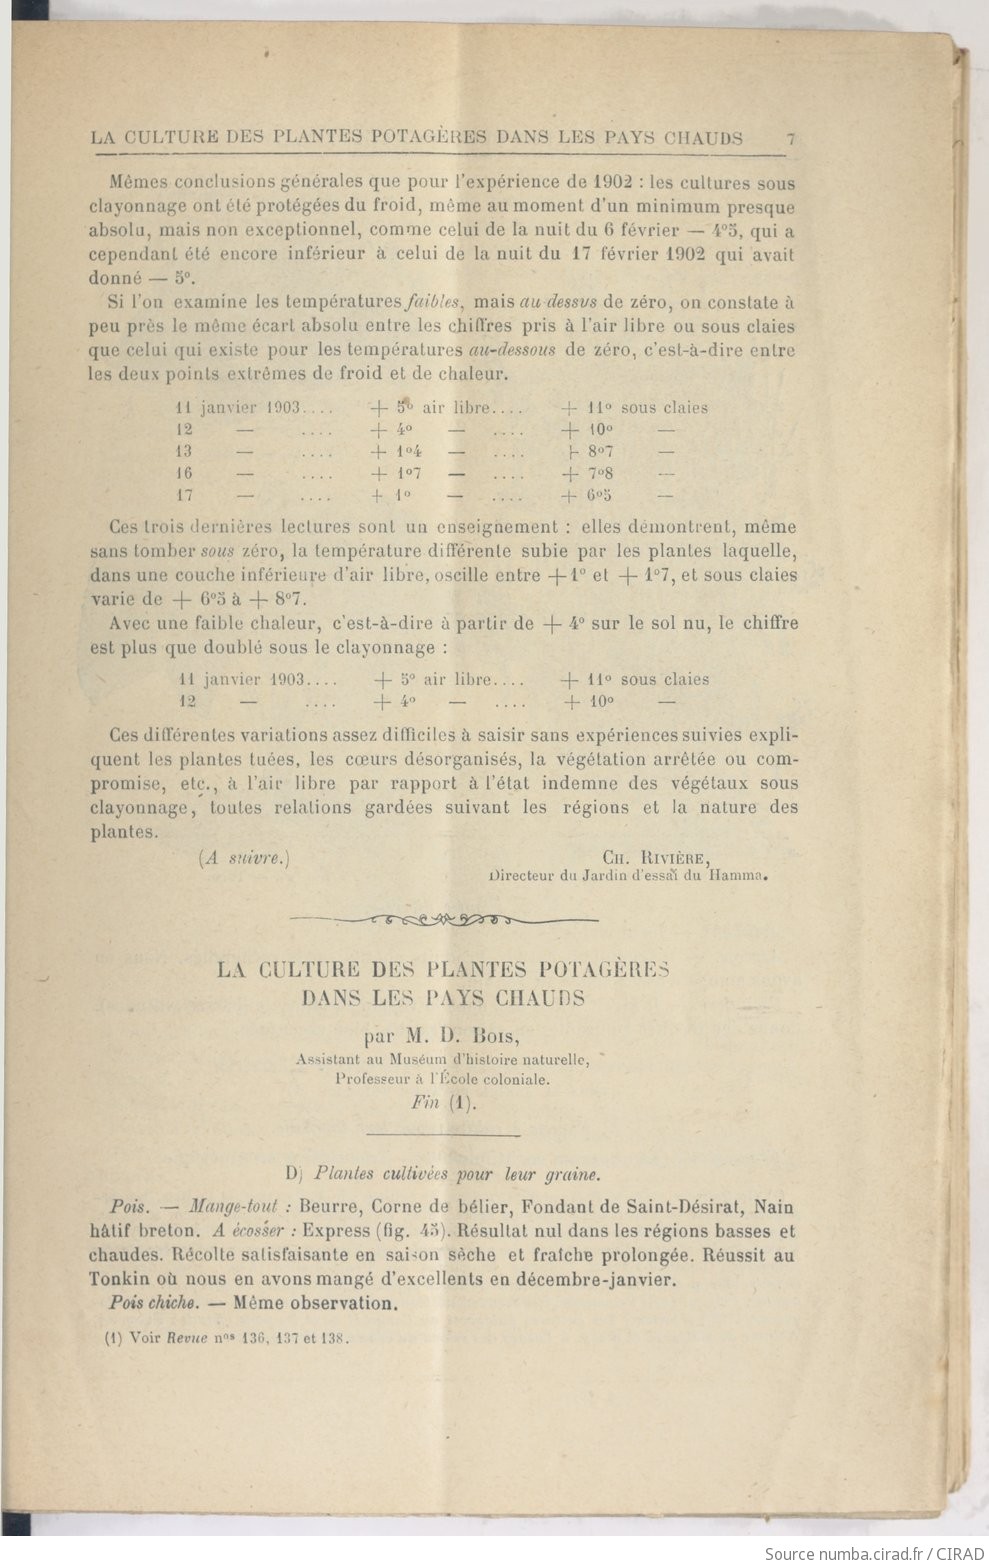 LA CULTURE DES PLANTES POTAGÈRES DANS LES PAYS CHAUDS 7
Mêmes conclusions générales que pour l'expérience de 1902 : les cultures sous
clayonnage ont été protégées du froid, même au moment d'un minimum presque
absolu, mais non exceptionnel, comme celui de la nuit du 6 février — 4°5, qui a
cependant été encore inférieur à celui de la nuit du 17 février 1902 qui avait
donné — 5°.
Si l'on examine les températures faibles, mais au dessus de zéro, on constate à
peu près le même écart absolu entre les chiffres pris à l'air libre ou sous claies
que celui qui existe pour les températures au-dessous de zéro, c'est-à-dire entre
les deux points extrêmes de froid et de chaleur.
11 janvier 1903.... + 5° air libre.... + 11° sous claies
12 — .... + 4° — .... + 10° —
13 — .... + 1°4 — .... + 8°7 —
16 — .... + 1°7 — .... + 7°8 —
17 — .... + 1° — .... + 6°5 —
Ces trois dernières lectures sont un enseignement : elles démontrent, même
sans tomber sous zéro, la température différente subie par les plantes laquelle,
dans une couche inférieure d'air libre, oscille entre + 1° et + 1°7, et sous claies
varie de + 6°5 à + 8°7.
Avec une faible chaleur, c'est-à-dire à partir de + 4° sur le sol nu, le chiffre
est plus que doublé sous le clayonnage :
11 janvier 1903.... + 5° air libre.... + 11° sous claies
12 — .... + 4° — .... + 10° —
Ces différentes variations assez difficiles à saisir sans expériences suivies expli-
quent les plantes tuées, les cœurs désorganisés, la végétation arrêtée ou com-
promise, etc., à l'air libre par rapport à l'état indemne des végétaux sous
clayonnage, toutes relations gardées suivant les régions et la nature des
plantes.
(A suivre.) CH. RIVIÈRE,
Directeur du Jardin d'essai du Hamma.
LA CULTURE DES PLANTES POTAGÈRES
DANS LES PAYS CHAUDS
par M. D. BOIS,
Assistant au Muséum d'histoire naturelle,
Professeur à l'École coloniale.
Fin (1).
D) Plantes cultivées pour leur graine.
Pois. — Mange-tout : Beurre, Corne de bélier, Fondant de Saint-Désirat, Nain
hâtif breton. A écosser : Express (fig. 45). Résultat nul dans les régions basses et
chaudes. Récolte satisfaisante en saison sèche et fraîche prolongée. Réussit au
Tonkin où nous en avons mangé d'excellents en décembre-janvier.
Pois chiche. — Même observation.
(1) Voir Revue nos 136, 137 et 138.
Source numba.cirad.fr / CIRAD